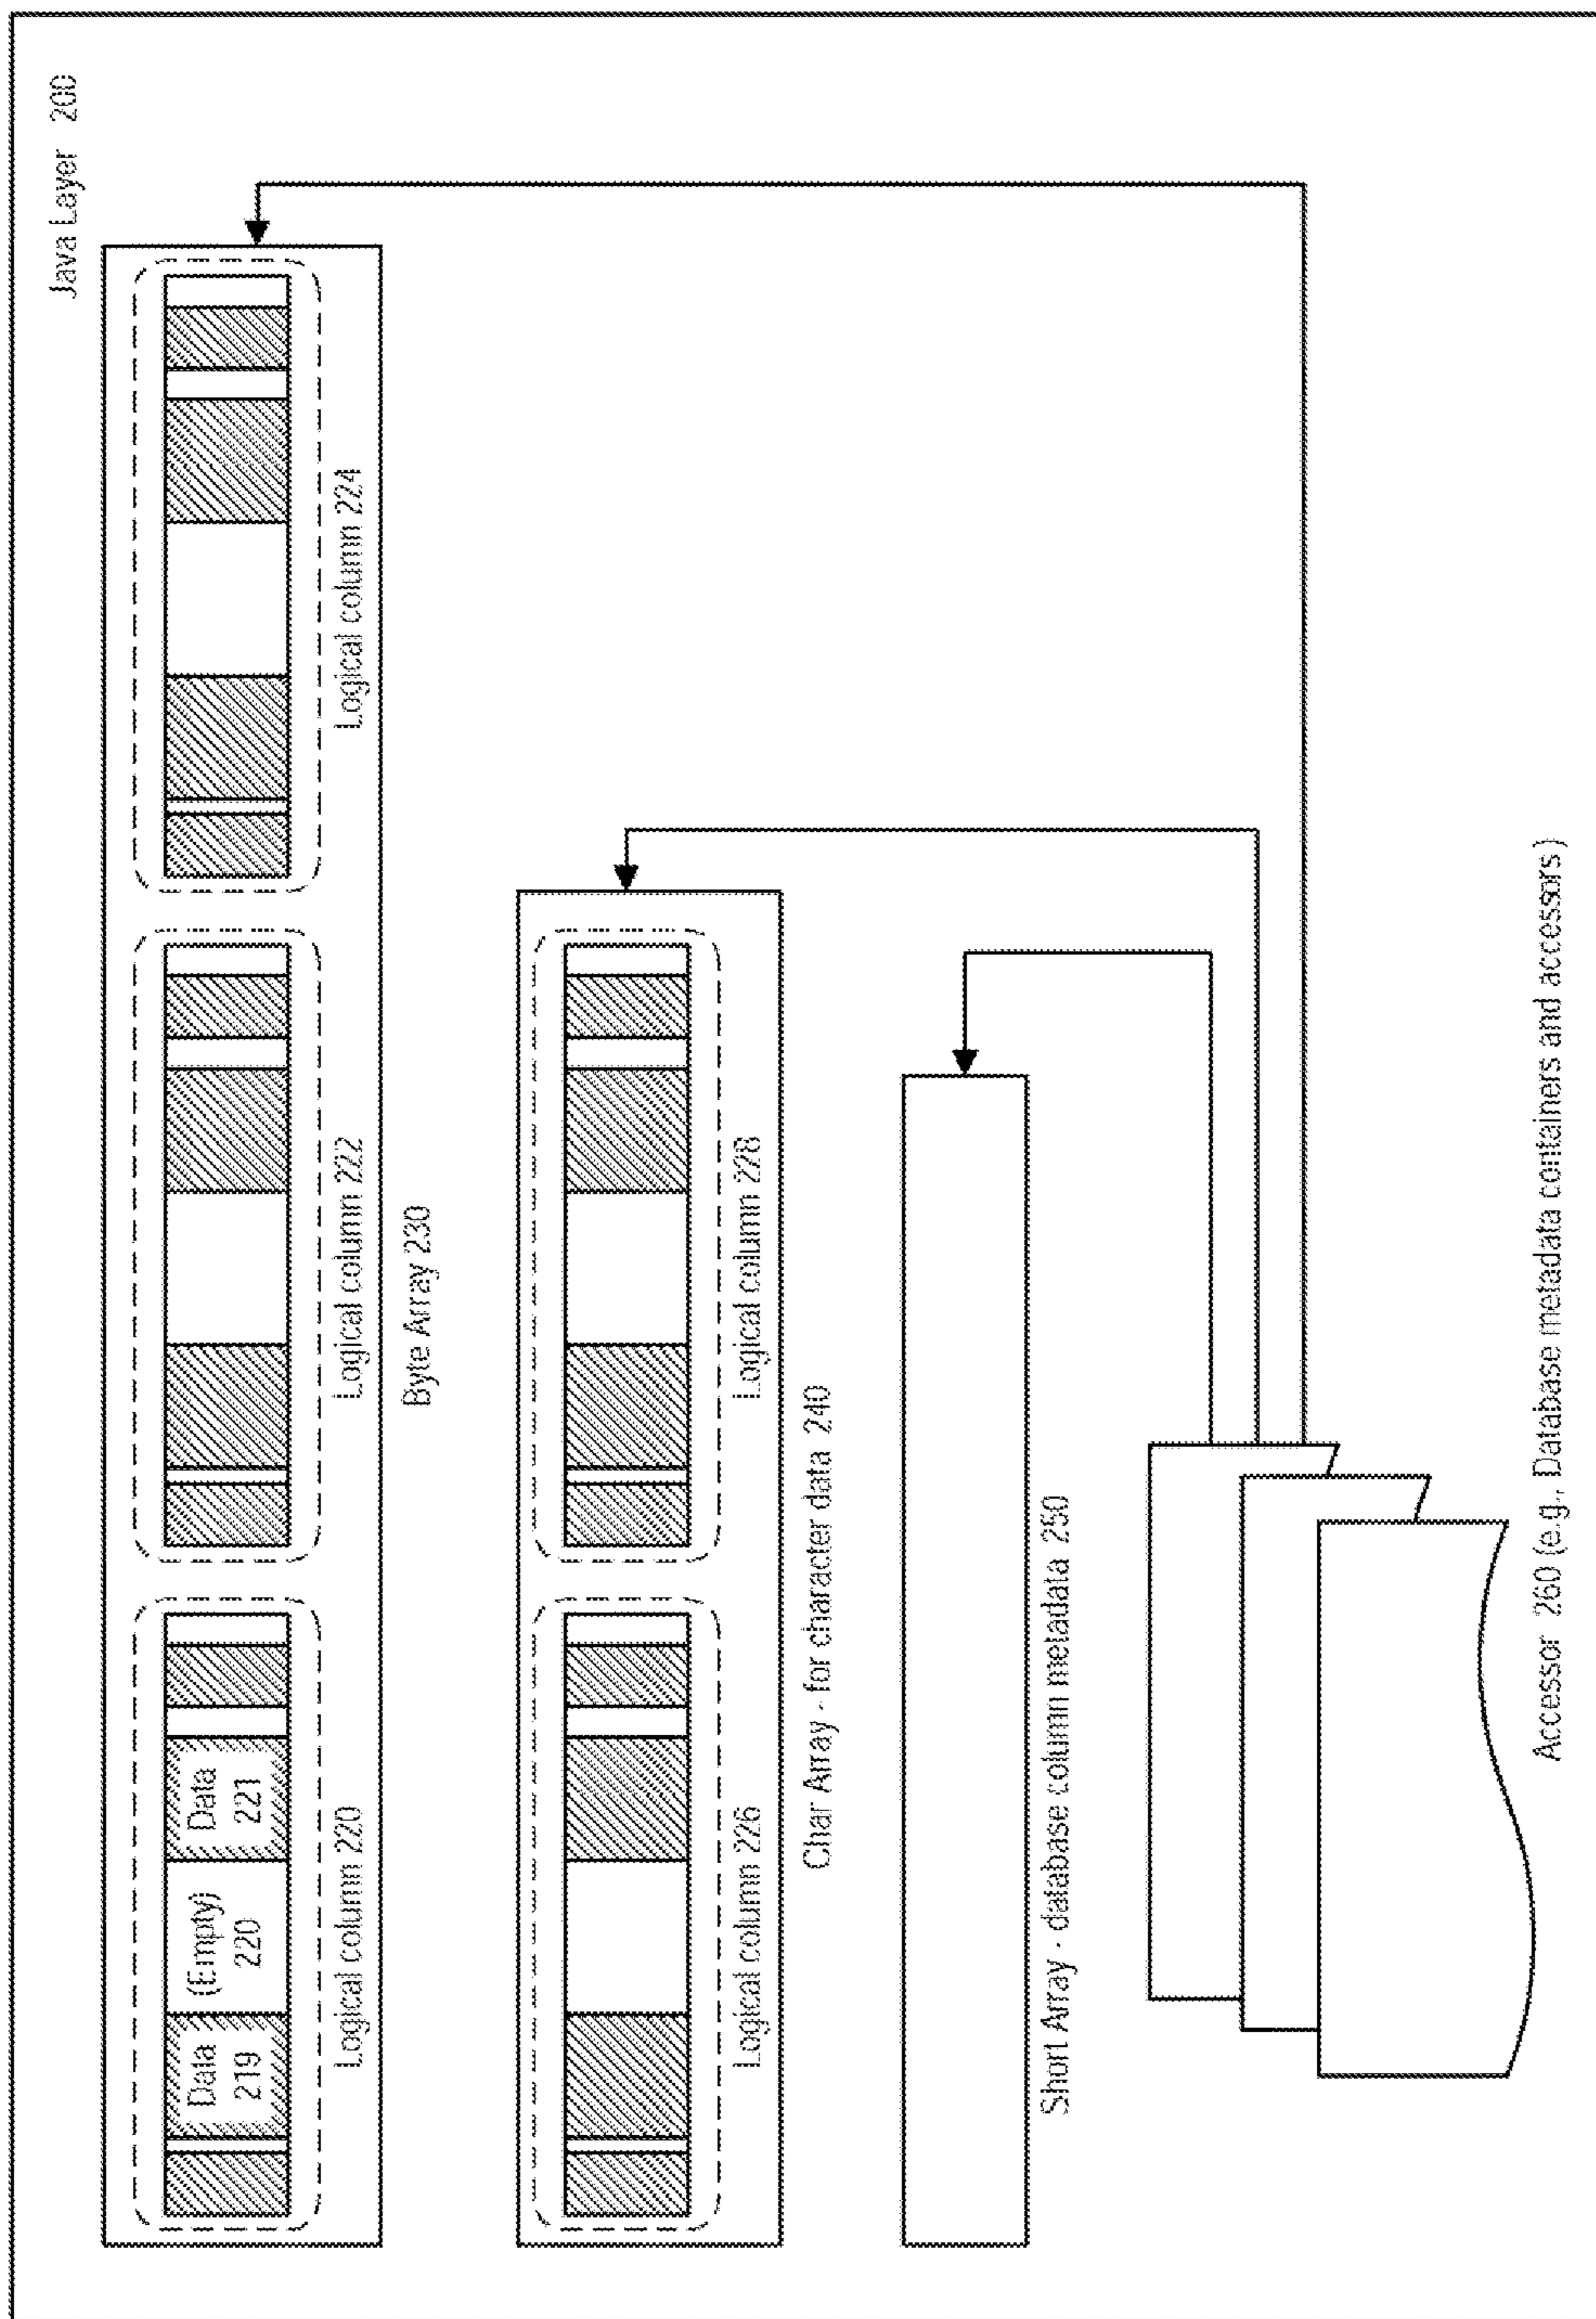 Java Layer 200
Data
219
(Empty)
220
Data
221
Logical column 220
Logical column 222
Logical column 224
Byte Array 230
Logical column 226
Logical column 228
Char Array - for character data 240
Short Array - database column metadata 250
Accessor 260 (e.g., Database metadata containers and accessors)